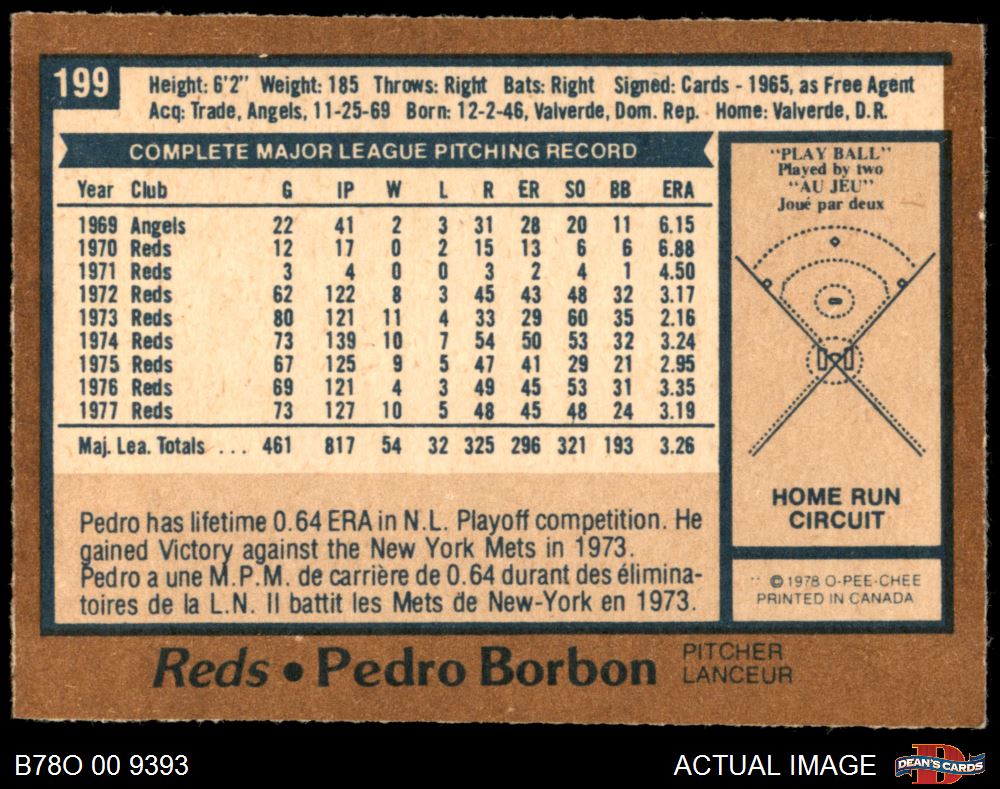 199
Height: 6'2" Weight: 185 Throws: Right Bats: Right Signed: Cards - 1965, as Free Agent
Acq: Trade, Angels, 11-25-69 Born: 12-2-46, Valverde, Dom. Rep. Home: Valverde, D.R.
COMPLETE MAJOR LEAGUE PITCHING RECORD
Year Club G IP W L R ER SO BB ERA
1969 Angels 22 41 2 3 31 28 20 11 6.15
1970 Reds 12 17 0 2 15 13 6 6 6.88
1971 Reds 3 4 0 0 3 2 4 1 4.50
1972 Reds 62 122 8 3 45 43 48 32 3.17
1973 Reds 80 121 11 4 33 29 60 35 2.16
1974 Reds 73 139 10 7 54 50 53 32 3.24
1975 Reds 67 125 9 5 47 41 29 21 2.95
1976 Reds 69 121 4 3 49 45 53 31 3.35
1977 Reds 73 127 10 5 48 45 48 24 3.19
Maj. Lea. Totals ... 461 817 54 32 325 296 321 193 3.26
Pedro has lifetime 0.64 ERA in N.L. Playoff competition. He
gained Victory against the New York Mets in 1973.
Pedro a une M.P.M. de carrière de 0.64 durant des élimina-
toires de la L.N. Il battit les Mets de New-York en 1973.
"PLAY BALL"
Played by two
"AU JEU"
Joué par deux
HOME RUN
CIRCUIT
** © 1978 O-PEE-CHEE
PRINTED IN CANADA
Reds • Pedro Borbon
PITCHER
LANCEUR
B78O 00 9393
ACTUAL IMAGE
D
DEAN'S CARDS